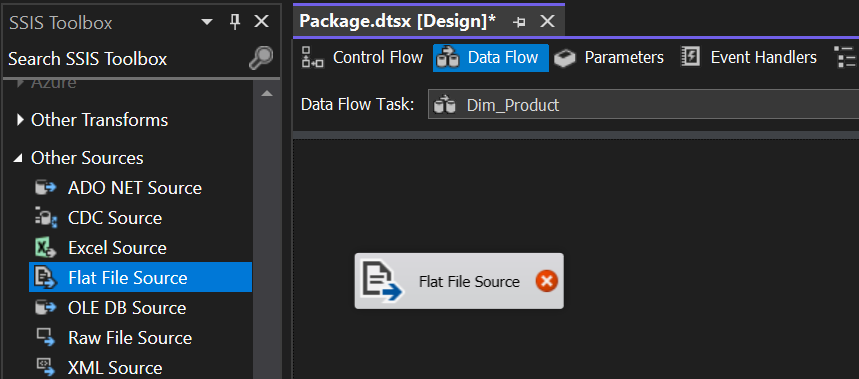 SSIS Toolbox
Search SSIS Toolbox
Azure
Other Transforms
Other Sources
ADO NET Source
CDC Source
Excel Source
Flat File Source
OLE DB Source
Raw File Source
XML Source
Package.dtsx [Design]*
Control Flow
Data Flow
Parameters
Event Handlers
Data Flow Task:
Dim_Product
Flat File Source